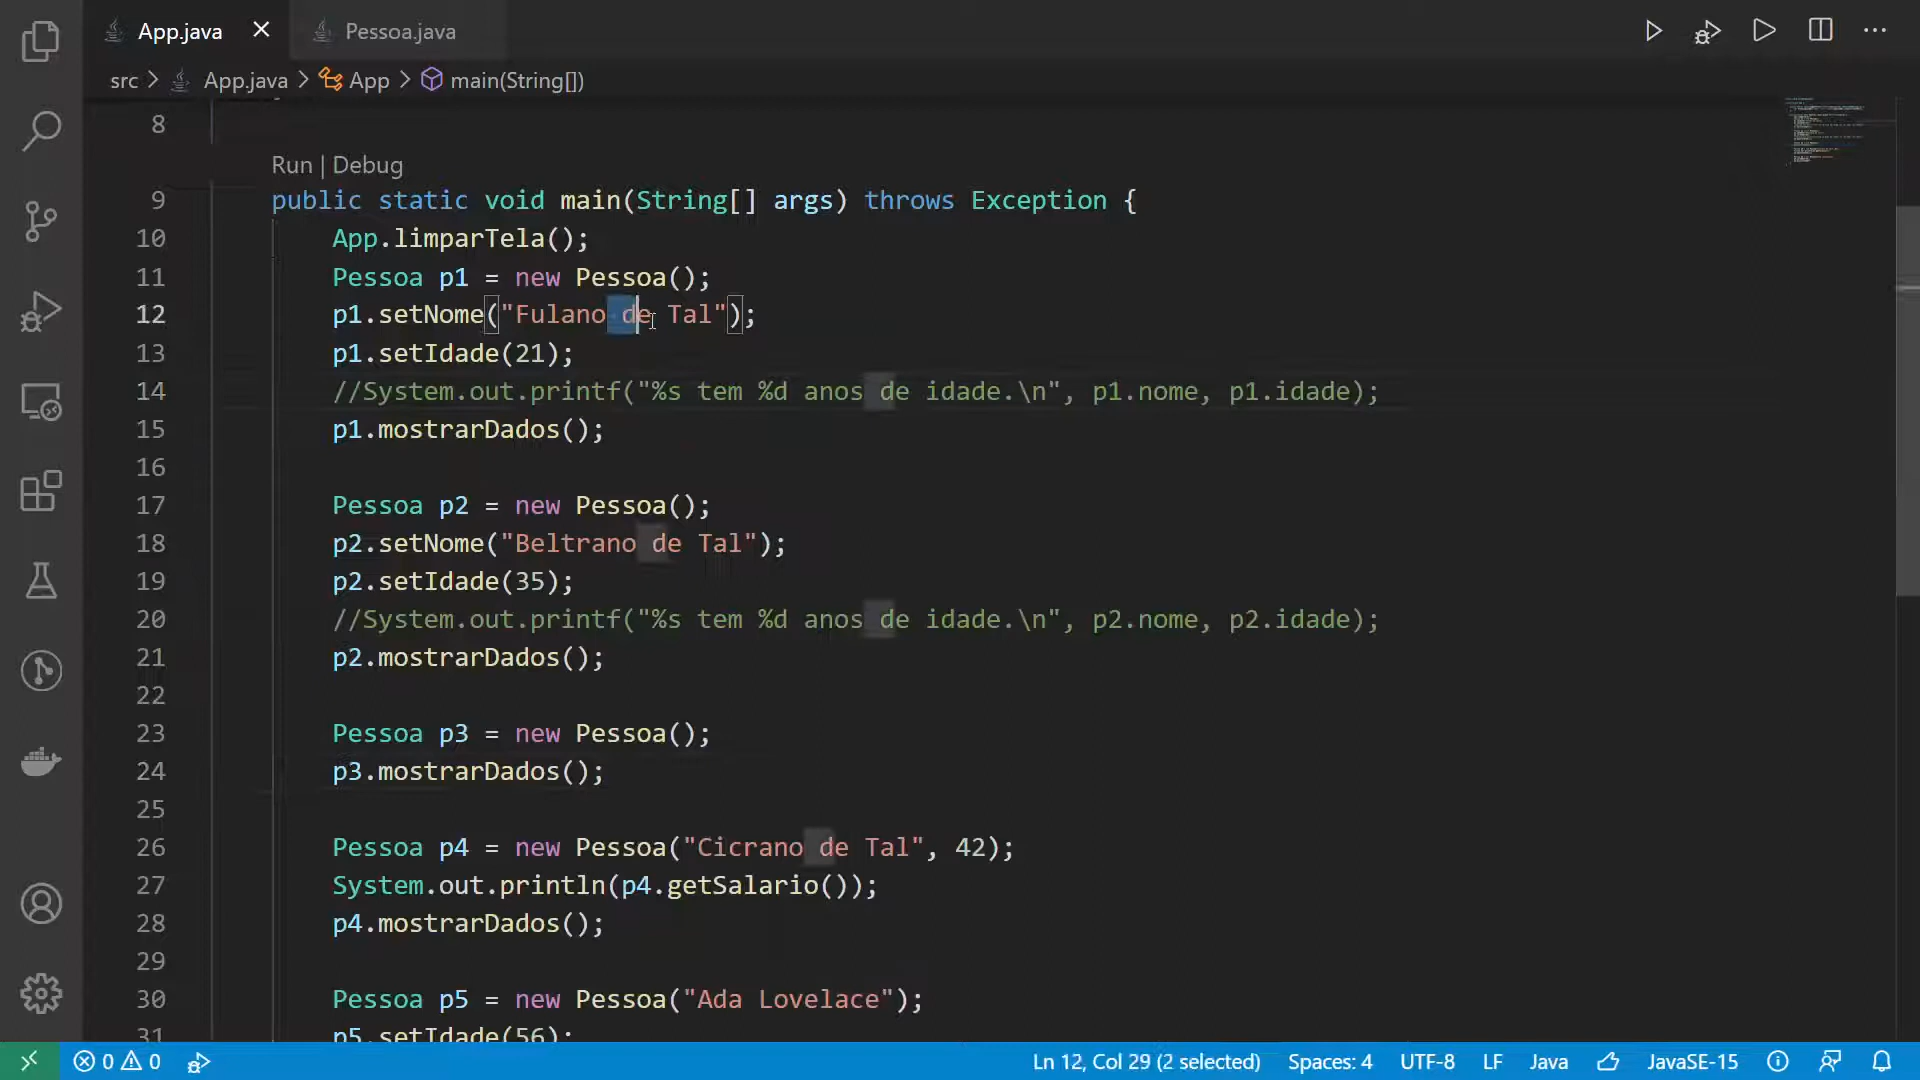 App.java
Pessoa.java
src > App.java > App > main(String[])
8
Run | Debug
9 public static void main(String[] args) throws Exception {
10 App.limparTela();
11 Pessoa p1 = new Pessoa();
12 p1.setNome("Fulano de Tal");
13 p1.setIdade(21);
14 //System.out.printf("%s tem %d anos de idade.\n", p1.nome, p1.idade);
15 p1.mostrarDados();
16
17 Pessoa p2 = new Pessoa();
18 p2.setNome("Beltrano de Tal");
19 p2.setIdade(35);
20 //System.out.printf("%s tem %d anos de idade.\n", p2.nome, p2.idade);
21 p2.mostrarDados();
22
23 Pessoa p3 = new Pessoa();
24 p3.mostrarDados();
25
26 Pessoa p4 = new Pessoa("Cicrano de Tal", 42);
27 System.out.println(p4.getSalario());
28 p4.mostrarDados();
29
30 Pessoa p5 = new Pessoa("Ada Lovelace");
31 p5.setIdade(56);
0 0
Ln 12, Col 29 (2 selected) Spaces: 4 UTF-8 LF Java JavaSE-15